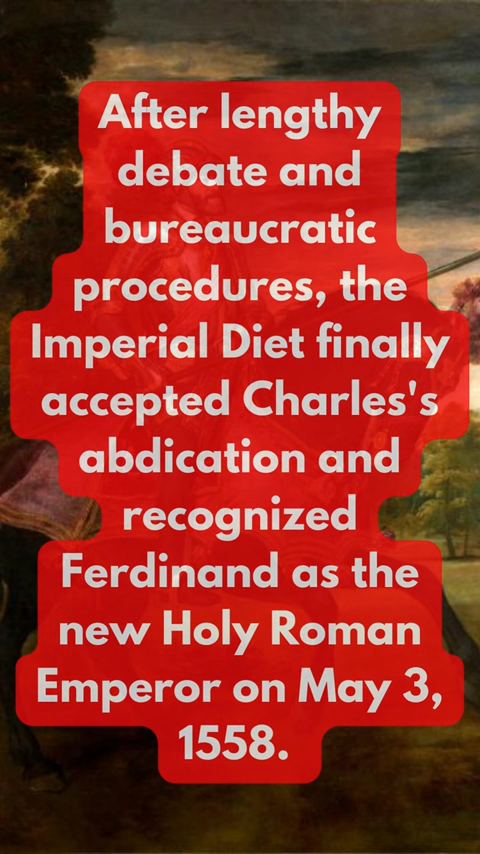 After lengthy
debate and
bureaucratic
procedures, the
Imperial Diet finally
accepted Charles's
abdication and
recognized
Ferdinand as the
new Holy Roman
Emperor on May 3,
1558.